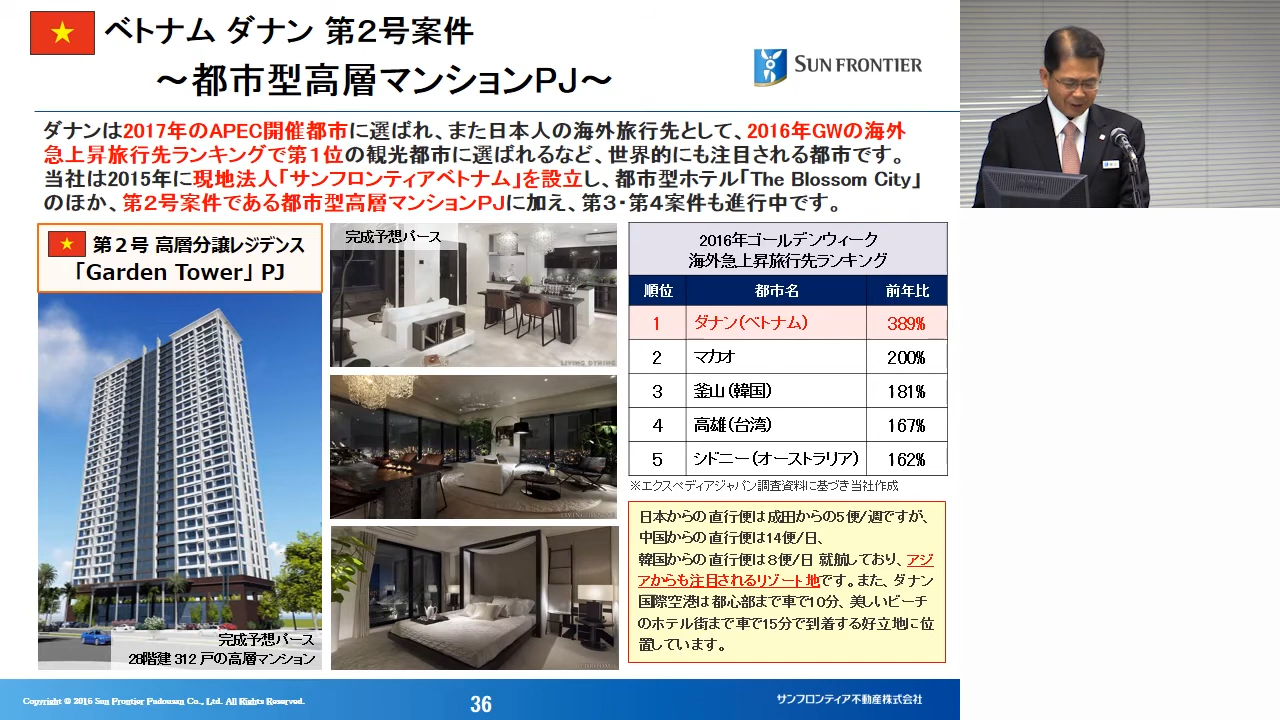 ベトナム ダナン 第2号案件
～都市型高層マンションPJ～
SUN FRONTIER
ダナンは2017年のAPEC開催都市に選ばれ、また日本人の海外旅行先として、2016年GWの海外
急上昇旅行先ランキングで第1位の観光都市に選ばれるなど、世界的にも注目される都市です。
当社は2015年に現地法人「サンフロンティアベトナム」を設立し、都市型ホテル「The Blossom City」
のほか、第2号案件である都市型高層マンションPJに加え、第3・第4案件も進行中です。
第2号 高層分譲レジデンス
「Garden Tower」 PJ
完成予想パース
28階建 312戸の高層マンション
完成予想パース
LIVING DINING
2016年ゴールデンウィーク
海外急上昇旅行先ランキング
順位 都市名 前年比
1 ダナン(ベトナム) 389%
2 マカオ 200%
3 釜山(韓国) 181%
4 高雄(台湾) 167%
5 シドニー(オーストラリア) 162%
※エクスペディアジャパン調査資料に基づき当社作成
日本からの直行便は成田からの5便/週ですが、
中国からの直行便は14便/日、
韓国からの直行便は8便/日 就航しており、アジ
アからも注目されるリゾート地です。また、ダナン
国際空港は都心部まで車で10分、美しいビーチ
のホテル街まで車で15分で到着する好立地に位
置しています。
Copyright © 2016 Sun Frontier Fudousan Co., Ltd. All Rights Reserved.
36
サンフロンティア不動産株式会社